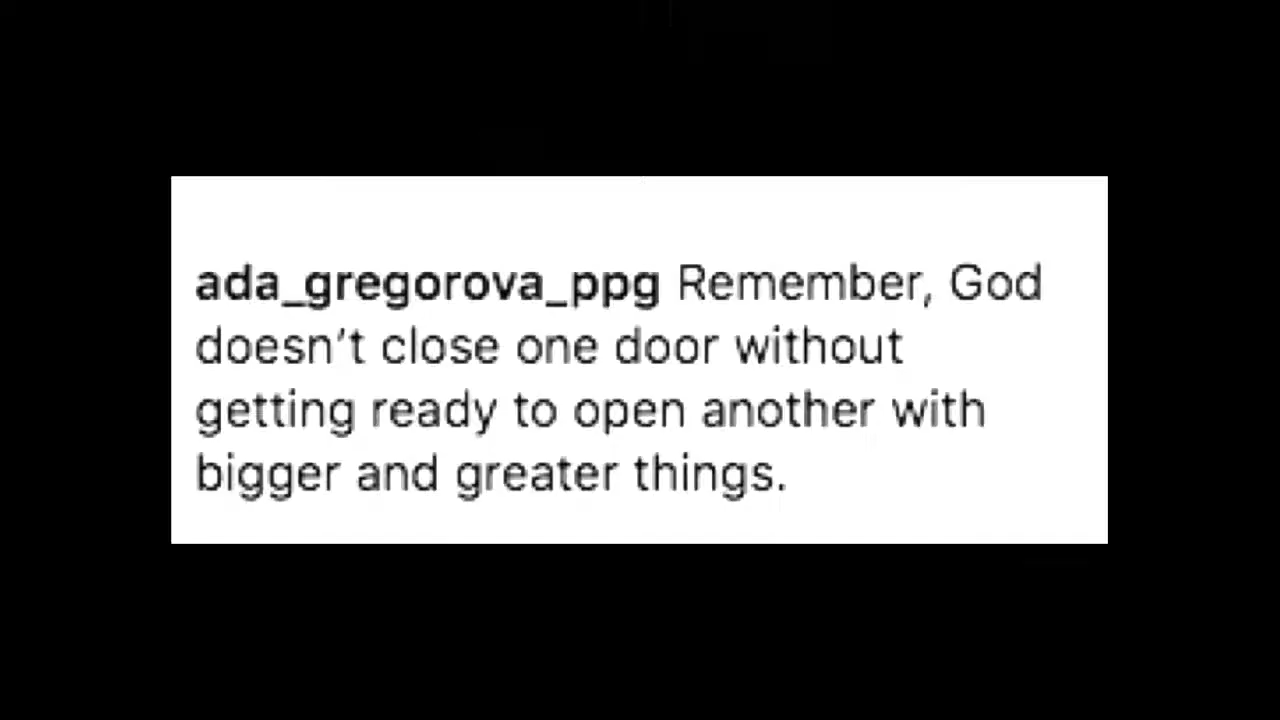 ada_gregorova_ppg Remember, God
doesn’t close one door without
getting ready to open another with
bigger and greater things.